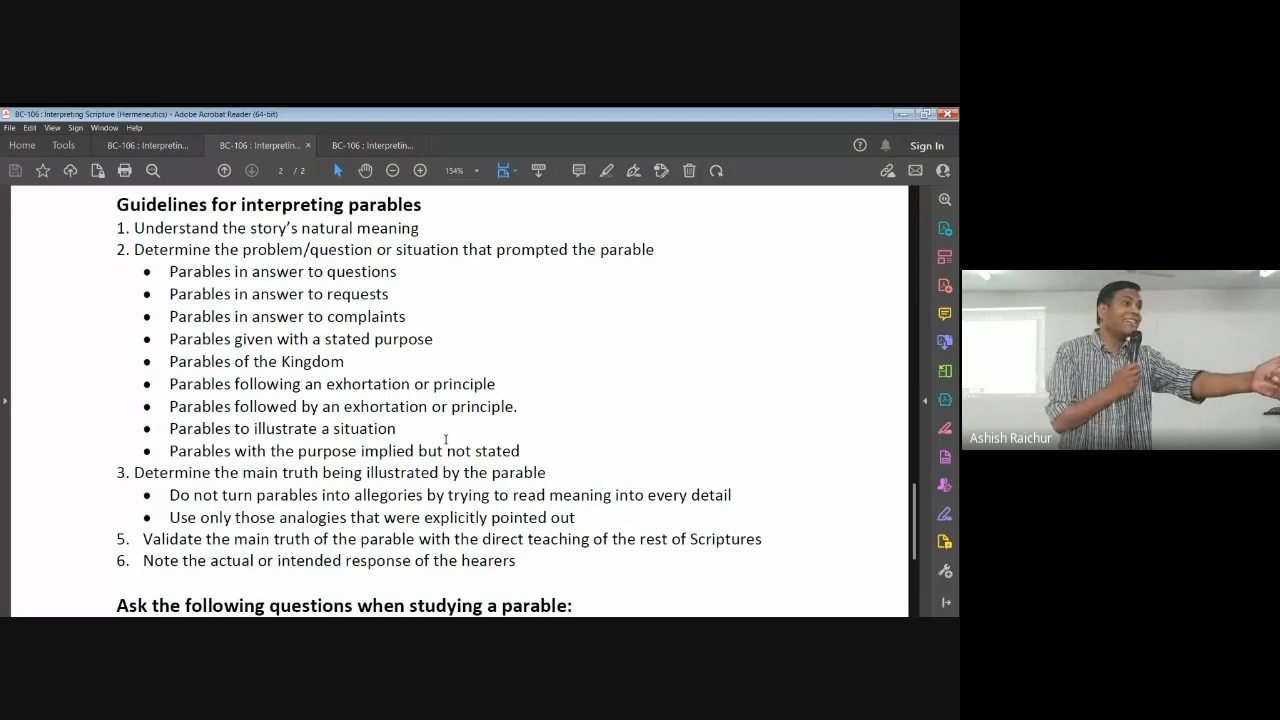 BC-106 : Interpreting Scripture (Hermeneutics) - Adobe Acrobat Reader (64-bit)
File Edit View Sign Window Help
Home Tools BC-106 : Interpretin... BC-106 : Interpretin... × BC-106 : Interpretin... Sign In
2 / 2 154%
Guidelines for interpreting parables
1. Understand the story’s natural meaning
2. Determine the problem/question or situation that prompted the parable
• Parables in answer to questions
• Parables in answer to requests
• Parables in answer to complaints
• Parables given with a stated purpose
• Parables of the Kingdom
• Parables following an exhortation or principle
• Parables followed by an exhortation or principle.
• Parables to illustrate a situation
• Parables with the purpose implied but not stated
3. Determine the main truth being illustrated by the parable
• Do not turn parables into allegories by trying to read meaning into every detail
• Use only those analogies that were explicitly pointed out
5. Validate the main truth of the parable with the direct teaching of the rest of Scriptures
6. Note the actual or intended response of the hearers
Ask the following questions when studying a parable:
Ashish Raichur